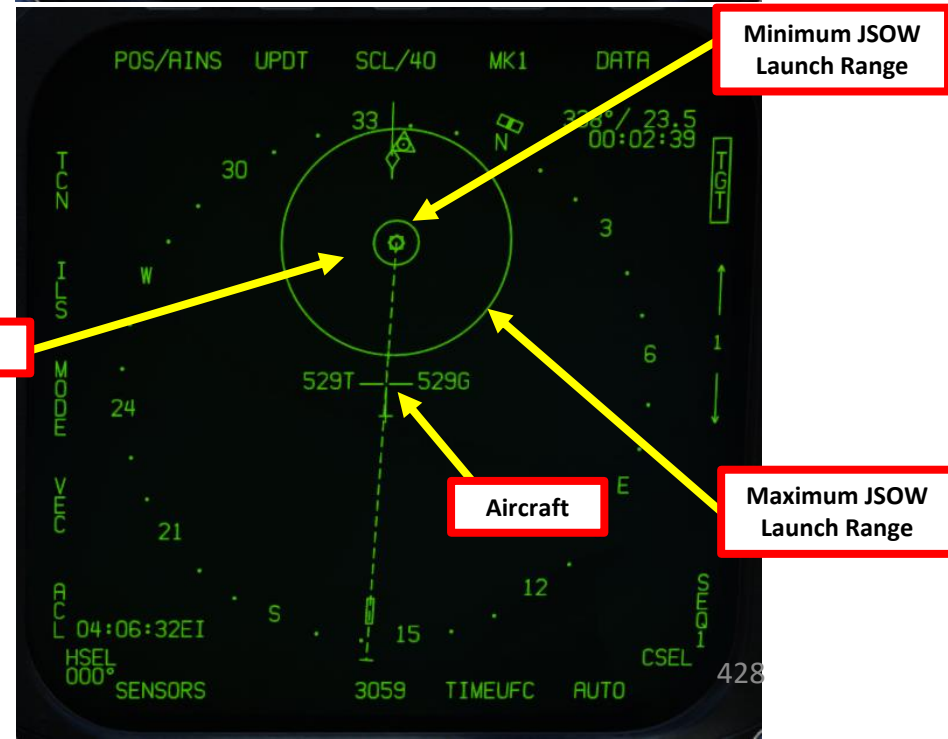 Minimum JSOW
Launch Range
POS/AINS UPDT SCL/40 MK1 DATA
338°/ 23.5
00:02:39
33
N
30
3
W
6
24
E
21
12
S
15
TCN
ILS
MODE
VEC
ACL
TGT
1
529T
529G
Aircraft
Maximum JSOW
Launch Range
SEQ1
04:06:32EI
HSEL
000°
CSEL
428
SENSORS 3059 TIMEUFC AUTO